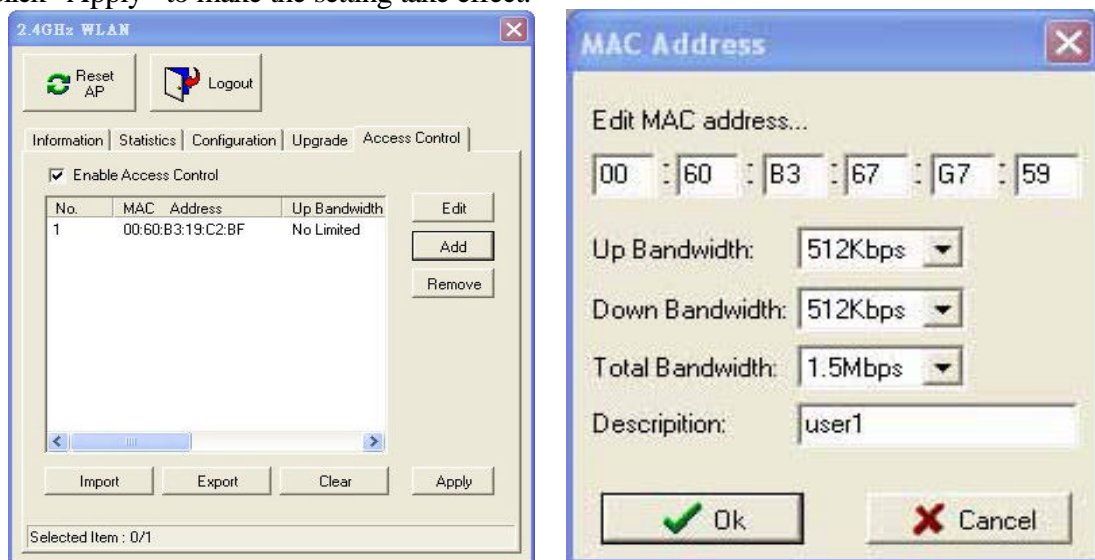 click "Apply" to make the setting take effect.
2.4GHz WLAN
Reset
AP
Logout
Information
Statistics
Configuration
Upgrade
Access Control
Enable Access Control
No. MAC Address Up Bandwidth
1 00:60:B3:19:C2:BF No Limited
Edit
Add
Remove
Import
Export
Clear
Apply
Selected Item : 0/1
MAC Address
Edit MAC address...
00 : 60 : B3 : 67 : G7 : 59
Up Bandwidth: 512Kbps
Down Bandwidth: 512Kbps
Total Bandwidth: 1.5Mbps
Descripition: user1
Ok
Cancel